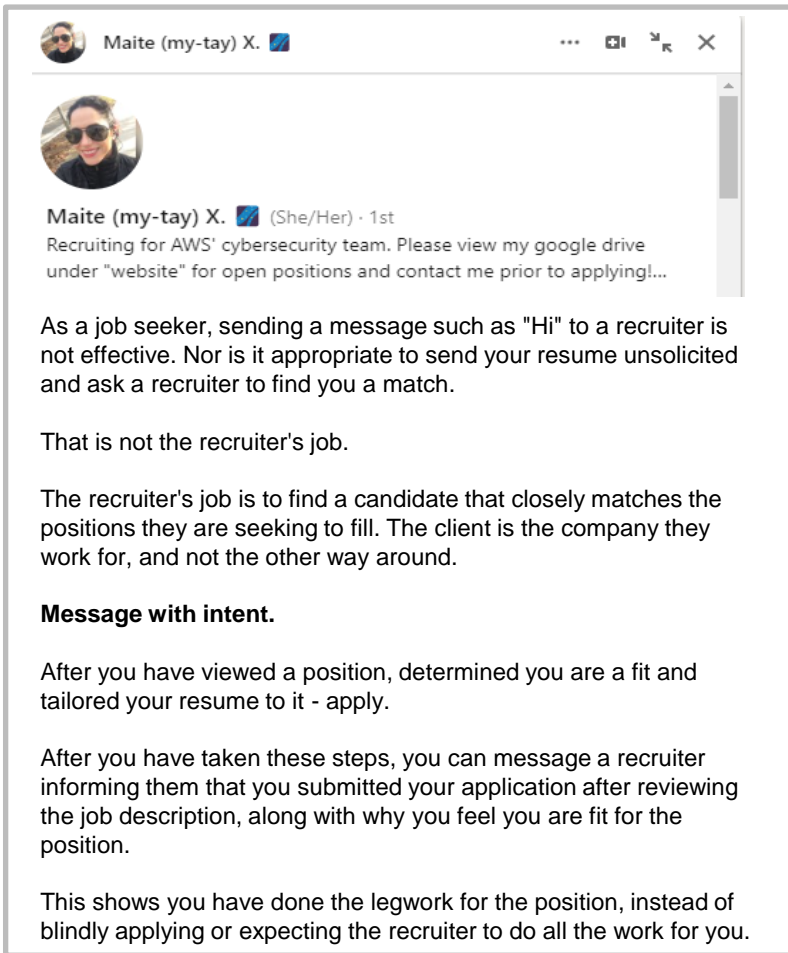 Maite (my-tay) X.
Maite (my-tay) X. (She/Her) · 1st
Recruiting for AWS' cybersecurity team. Please view my google drive
under "website" for open positions and contact me prior to applying!...
As a job seeker, sending a message such as "Hi" to a recruiter is
not effective. Nor is it appropriate to send your resume unsolicited
and ask a recruiter to find you a match.
That is not the recruiter's job.
The recruiter's job is to find a candidate that closely matches the
positions they are seeking to fill. The client is the company they
work for, and not the other way around.
Message with intent.
After you have viewed a position, determined you are a fit and
tailored your resume to it - apply.
After you have taken these steps, you can message a recruiter
informing them that you submitted your application after reviewing
the job description, along with why you feel you are fit for the
position.
This shows you have done the legwork for the position, instead of
blindly applying or expecting the recruiter to do all the work for you.